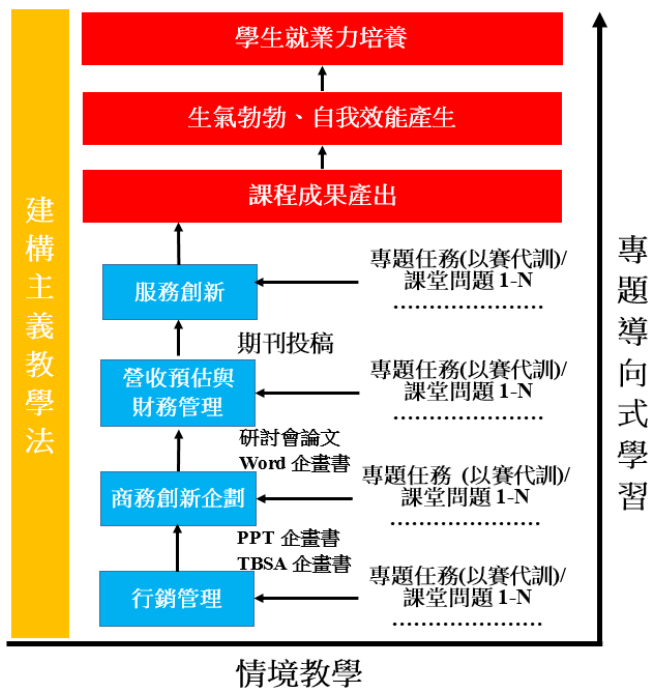 學生就業力培養
生氣勃勃、自我效能產生
課程成果產出
建構主義教學法
服務創新
專題任務(以賽代訓)/
課堂問題 1-N
......................
期刊投稿
營收預估與
財務管理
專題任務(以賽代訓)/
課堂問題 1-N
......................
研討會論文
Word 企畫書
商務創新企劃
專題任務 (以賽代訓)/
課堂問題 1-N
......................
PPT 企畫書
TBSA 企畫書
行銷管理
專題任務(以賽代訓)/
課堂問題 1-N
......................
專題導向式學習
情境教學